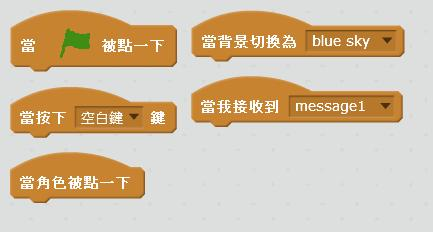 當 被點一下
當按下 空白鍵 鍵
當角色被點一下
當背景切換為 blue sky
當我接收到 message1